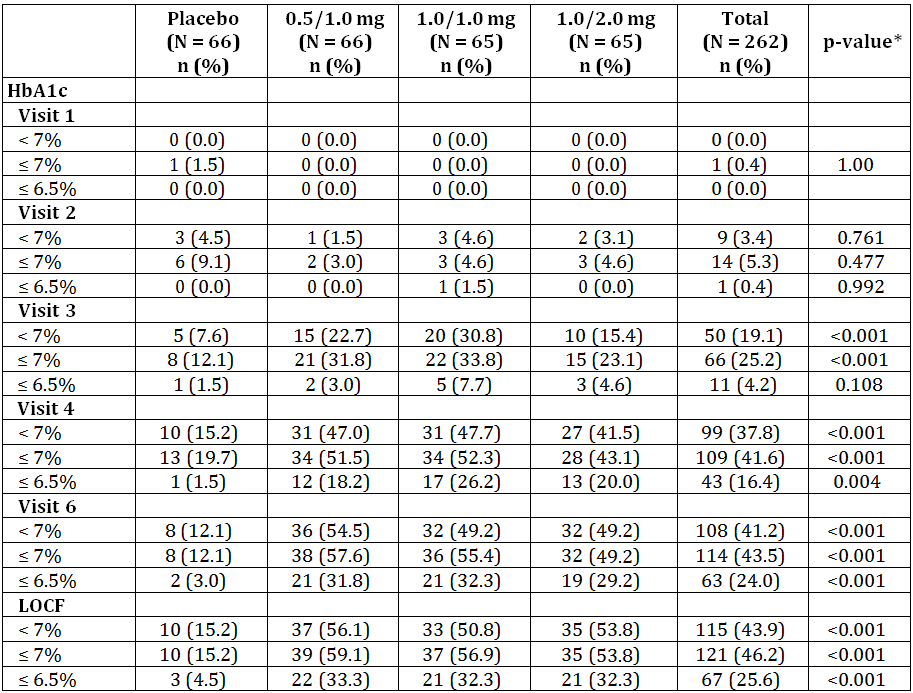 Placebo (N = 66) n (%) 0.5/1.0 mg (N = 66) n (%) 1.0/1.0 mg (N = 65) n (%) 1.0/2.0 mg (N = 65) n (%) Total (N = 262) n (%) p-value*
HbA1c
Visit 1
< 7% 0 (0.0) 0 (0.0) 0 (0.0) 0 (0.0) 0 (0.0)
≤ 7% 1 (1.5) 0 (0.0) 0 (0.0) 0 (0.0) 1 (0.4) 1.00
≤ 6.5% 0 (0.0) 0 (0.0) 0 (0.0) 0 (0.0) 0 (0.0)
Visit 2
< 7% 3 (4.5) 1 (1.5) 3 (4.6) 2 (3.1) 9 (3.4) 0.761
≤ 7% 6 (9.1) 2 (3.0) 3 (4.6) 3 (4.6) 14 (5.3) 0.477
≤ 6.5% 0 (0.0) 0 (0.0) 1 (1.5) 0 (0.0) 1 (0.4) 0.992
Visit 3
< 7% 5 (7.6) 15 (22.7) 20 (30.8) 10 (15.4) 50 (19.1) <0.001
≤ 7% 8 (12.1) 21 (31.8) 22 (33.8) 15 (23.1) 66 (25.2) <0.001
≤ 6.5% 1 (1.5) 2 (3.0) 5 (7.7) 3 (4.6) 11 (4.2) 0.108
Visit 4
< 7% 10 (15.2) 31 (47.0) 31 (47.7) 27 (41.5) 99 (37.8) <0.001
≤ 7% 13 (19.7) 34 (51.5) 34 (52.3) 28 (43.1) 109 (41.6) <0.001
≤ 6.5% 1 (1.5) 12 (18.2) 17 (26.2) 13 (20.0) 43 (16.4) 0.004
Visit 6
< 7% 8 (12.1) 36 (54.5) 32 (49.2) 32 (49.2) 108 (41.2) <0.001
≤ 7% 8 (12.1) 38 (57.6) 36 (55.4) 32 (49.2) 114 (43.5) <0.001
≤ 6.5% 2 (3.0) 21 (31.8) 21 (32.3) 19 (29.2) 63 (24.0) <0.001
LOCF
< 7% 10 (15.2) 37 (56.1) 33 (50.8) 35 (53.8) 115 (43.9) <0.001
≤ 7% 10 (15.2) 39 (59.1) 37 (56.9) 35 (53.8) 121 (46.2) <0.001
≤ 6.5% 3 (4.5) 22 (33.3) 21 (32.3) 21 (32.3) 67 (25.6) <0.001